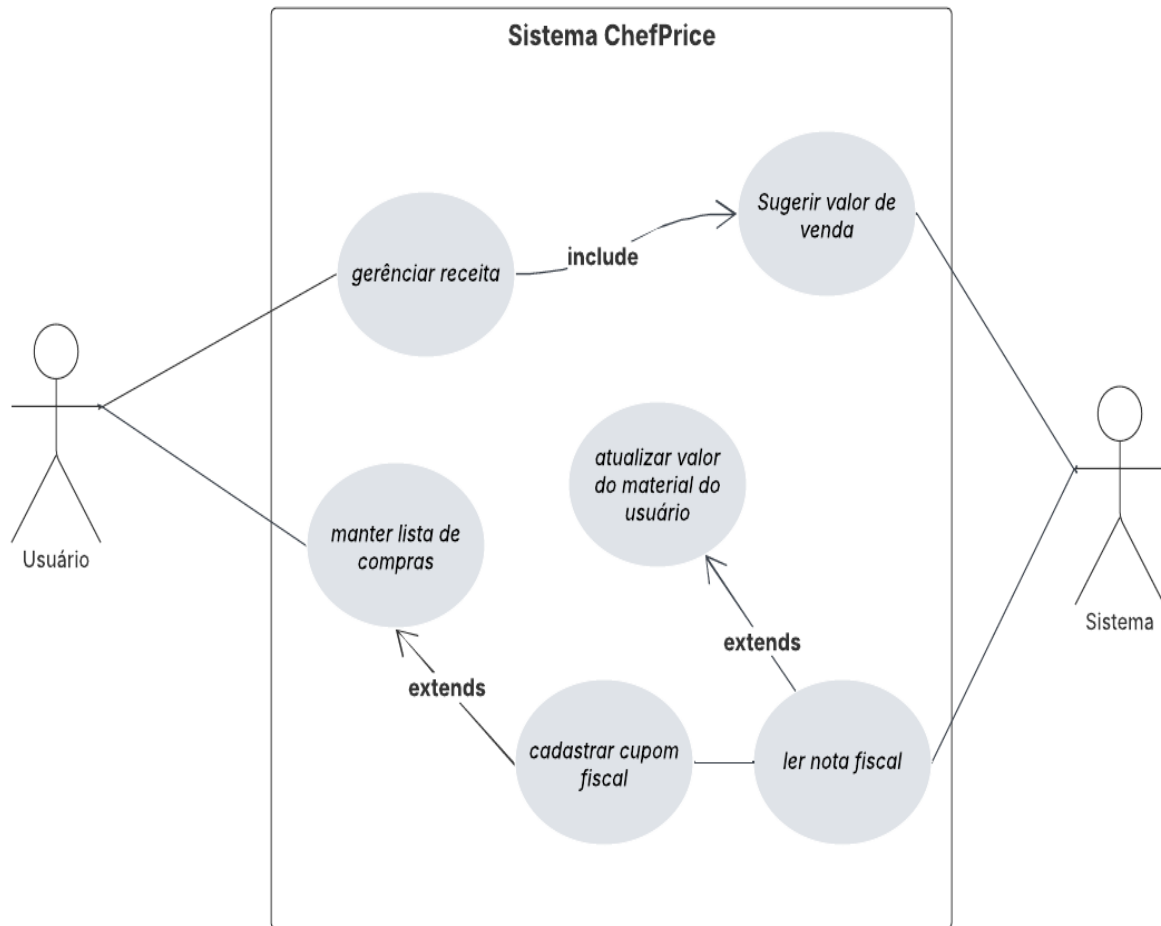 Sistema ChefPrice
Sugerir valor de
venda
include
gerênciar receita
atualizar valor
do material do
usuário
manter lista de
compras
Usuário
Sistema
extends
extends
cadastrar cupom
fiscal
ler nota fiscal